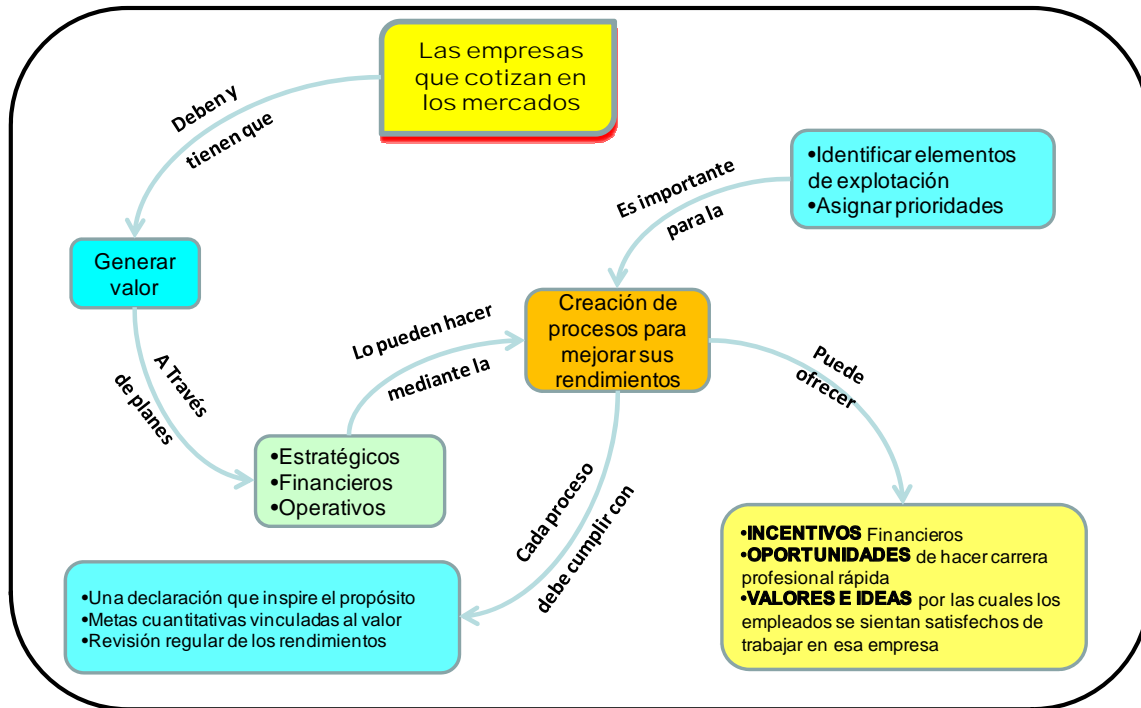 Las empresas
que cotizan en
los mercados
Deben y
tienen que
Generar
valor
A Través
de planes
•Estratégicos
•Financieros
•Operativos
Lo pueden hacer
mediante la
Creación de
procesos para
mejorar sus
rendimientos
•Identificar elementos
de explotación
•Asignar prioridades
Es importante
para la
Cada proceso
debe cumplir con
•Una declaración que inspire el propósito
•Metas cuantitativas vinculadas al valor
•Revisión regular de los rendimientos
Puede
ofrecer
•INCENTIVOS Financieros
•OPORTUNIDADES de hacer carrera
profesional rápida
•VALORES E IDEAS por las cuales los
empleados se sientan satisfechos de
trabajar en esa empresa